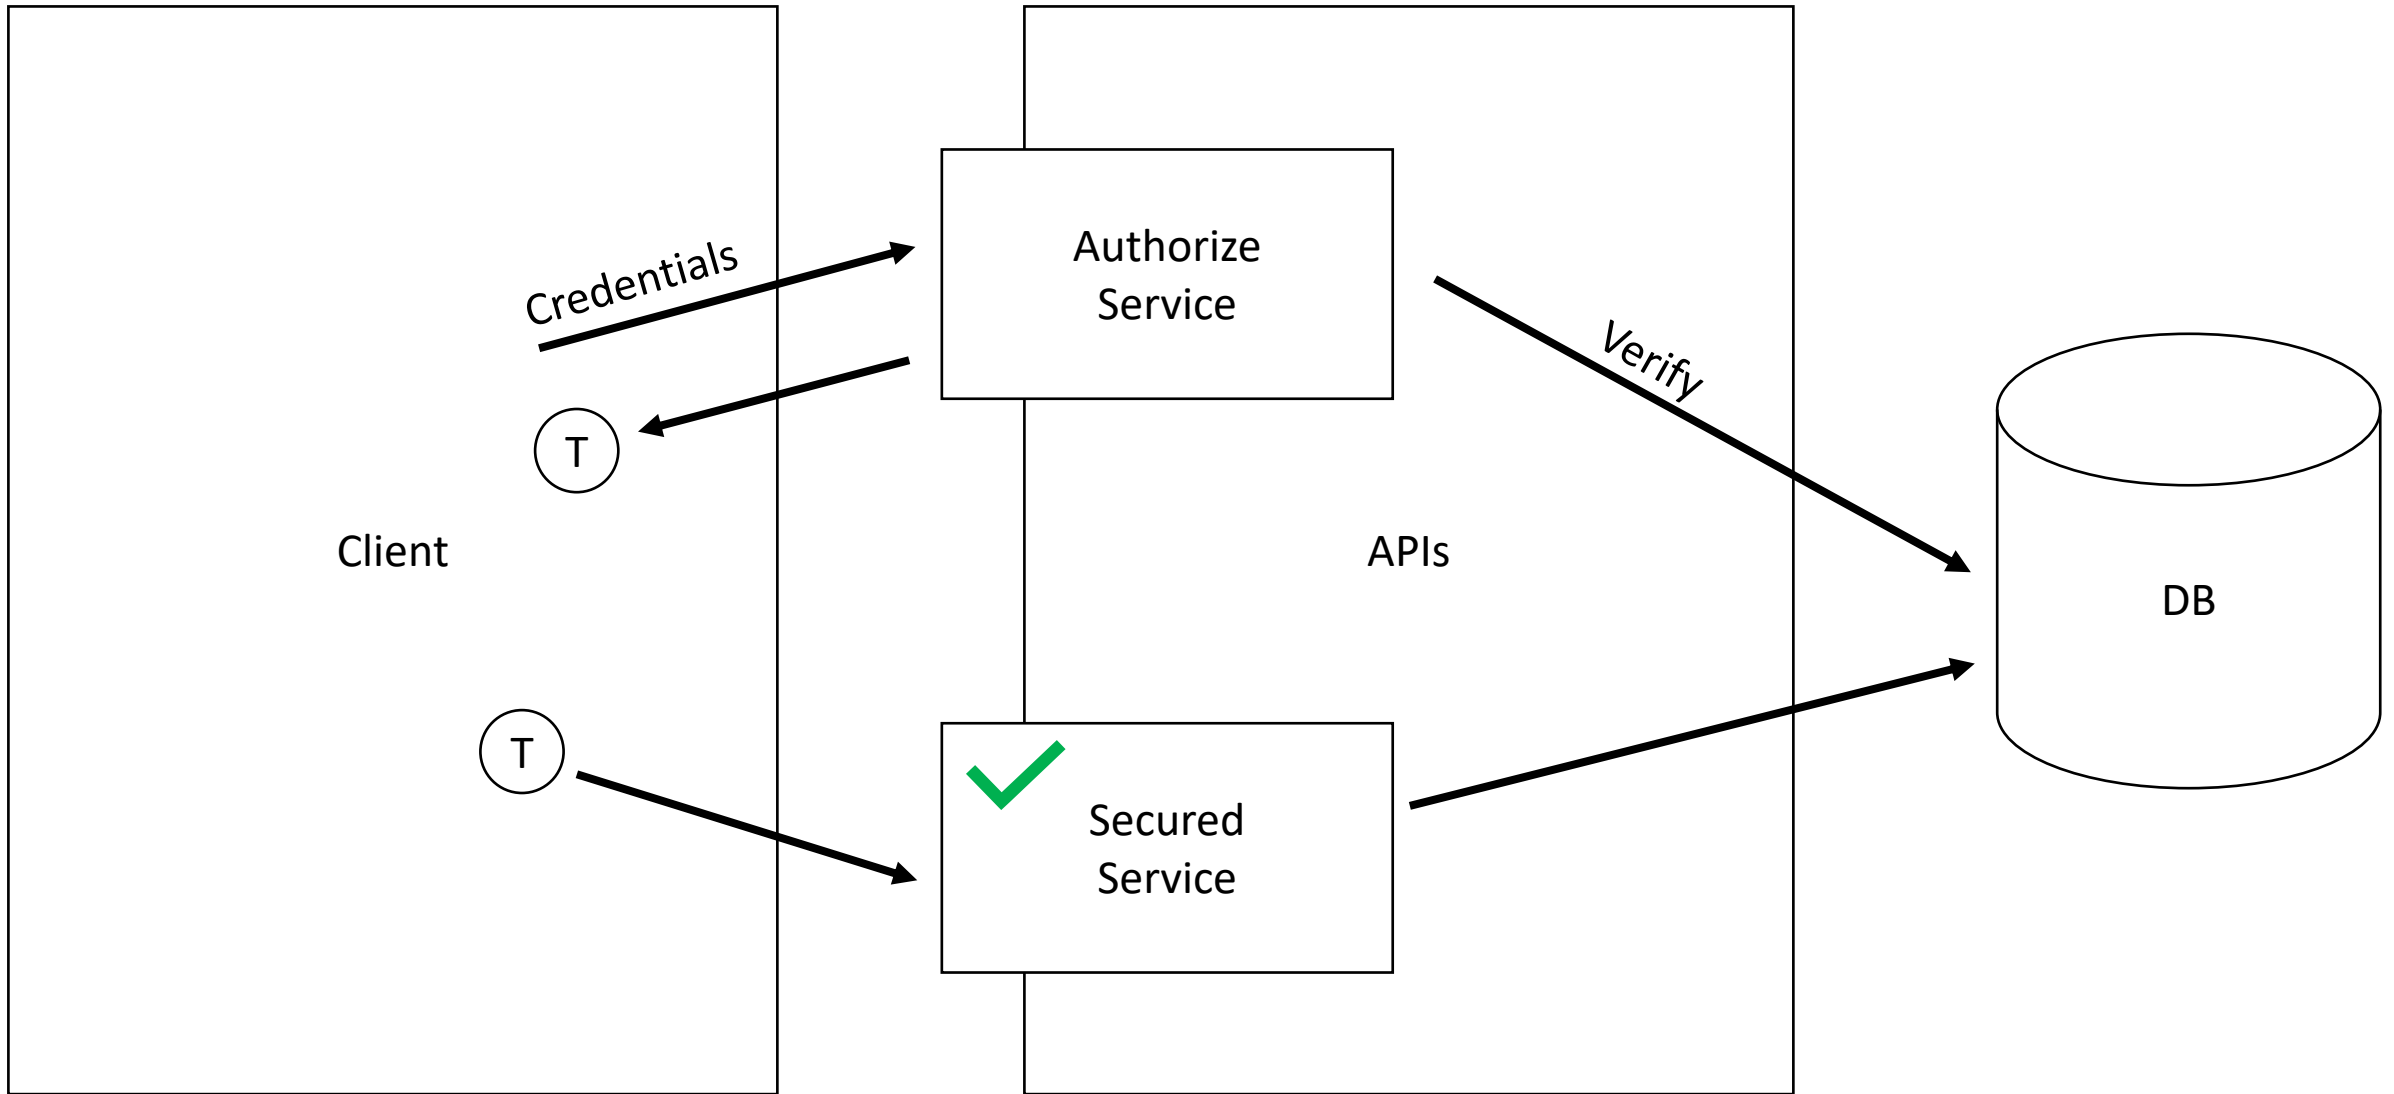 Credentials
Authorize
Service
Verify
T
Client
APIs
DB
T
Secured
Service